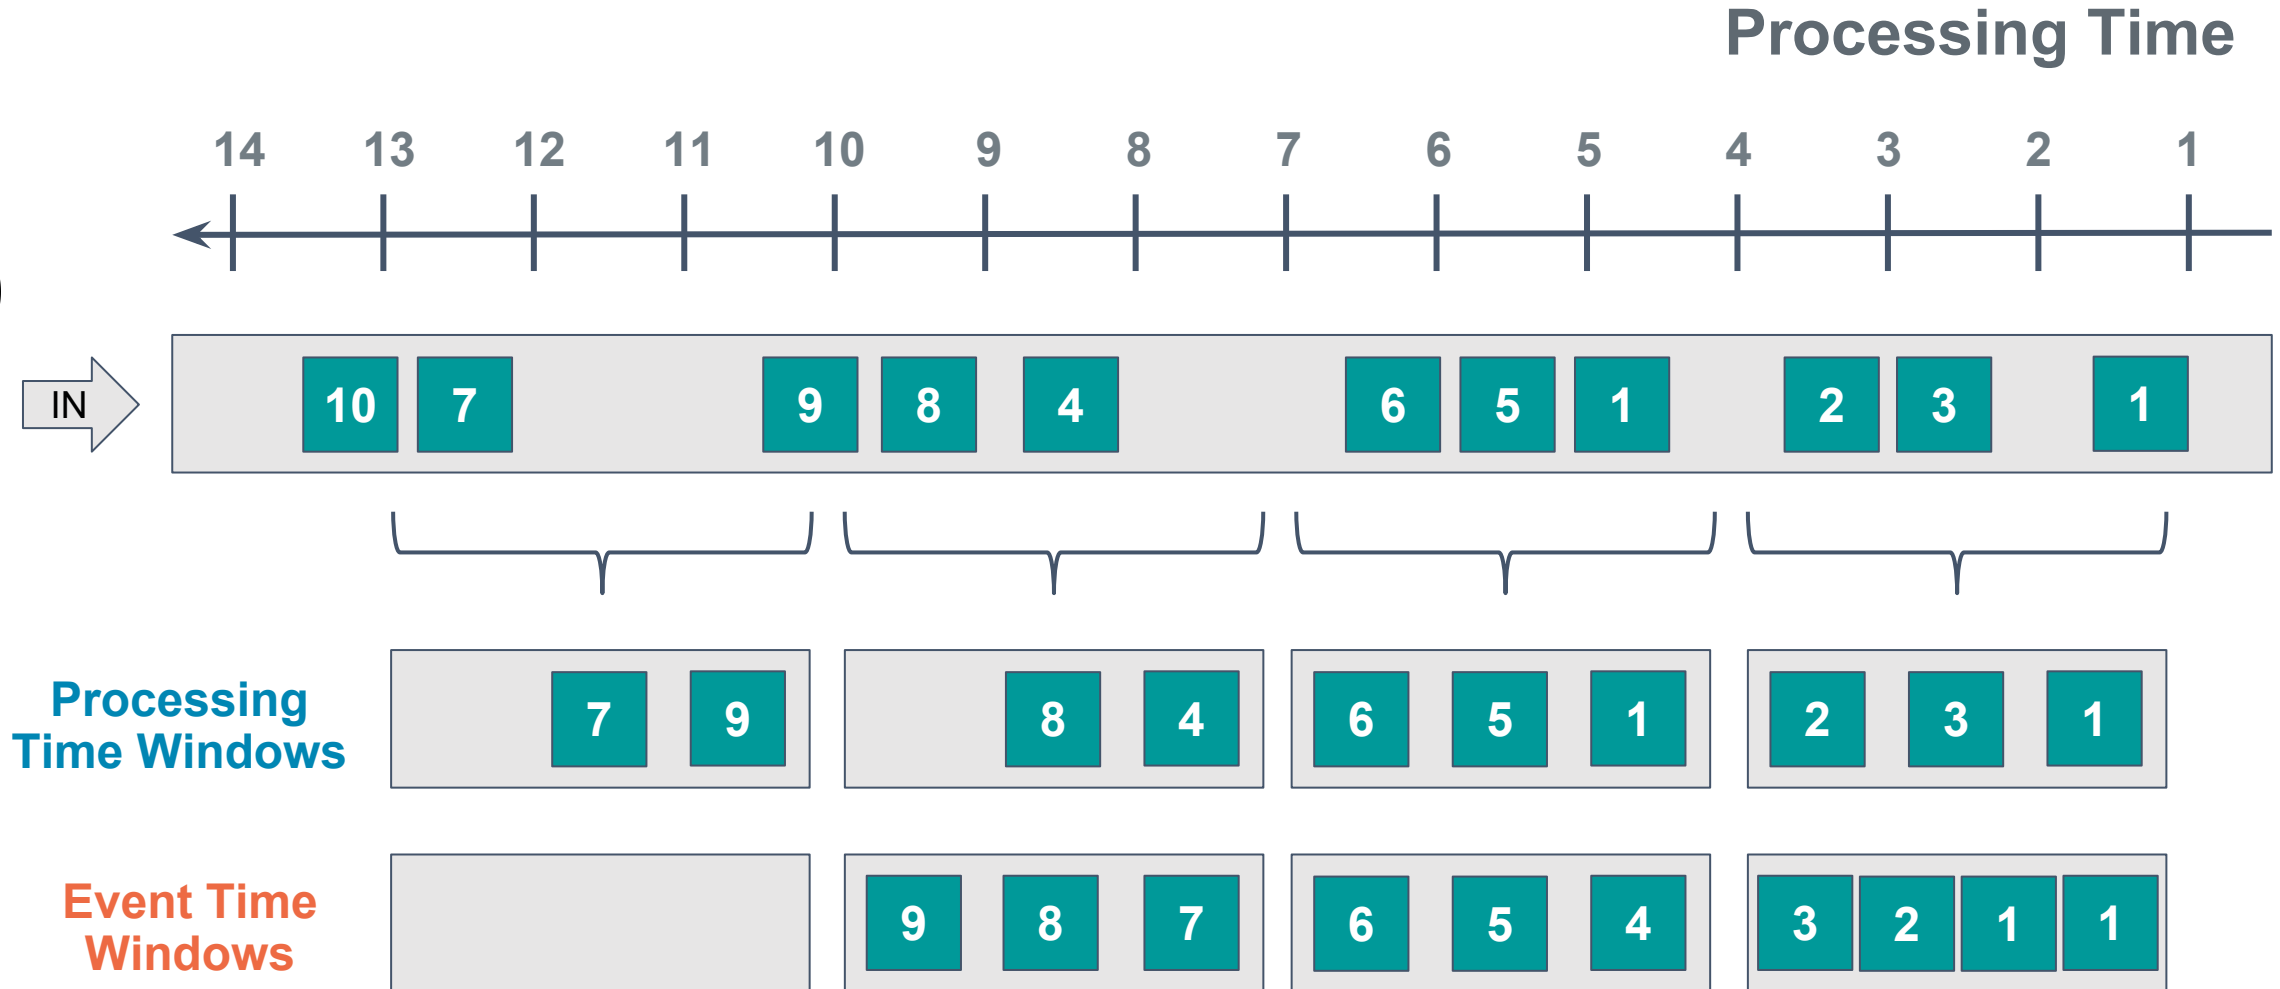 Processing Time
14 13 12 11 10 9 8 7 6 5 4 3 2 1
IN
10 7 9 8 4 6 5 1 2 3 1
Processing
Time Windows
7 9 8 4 6 5 1 2 3 1
Event Time
Windows
9 8 7 6 5 4 3 2 1 1